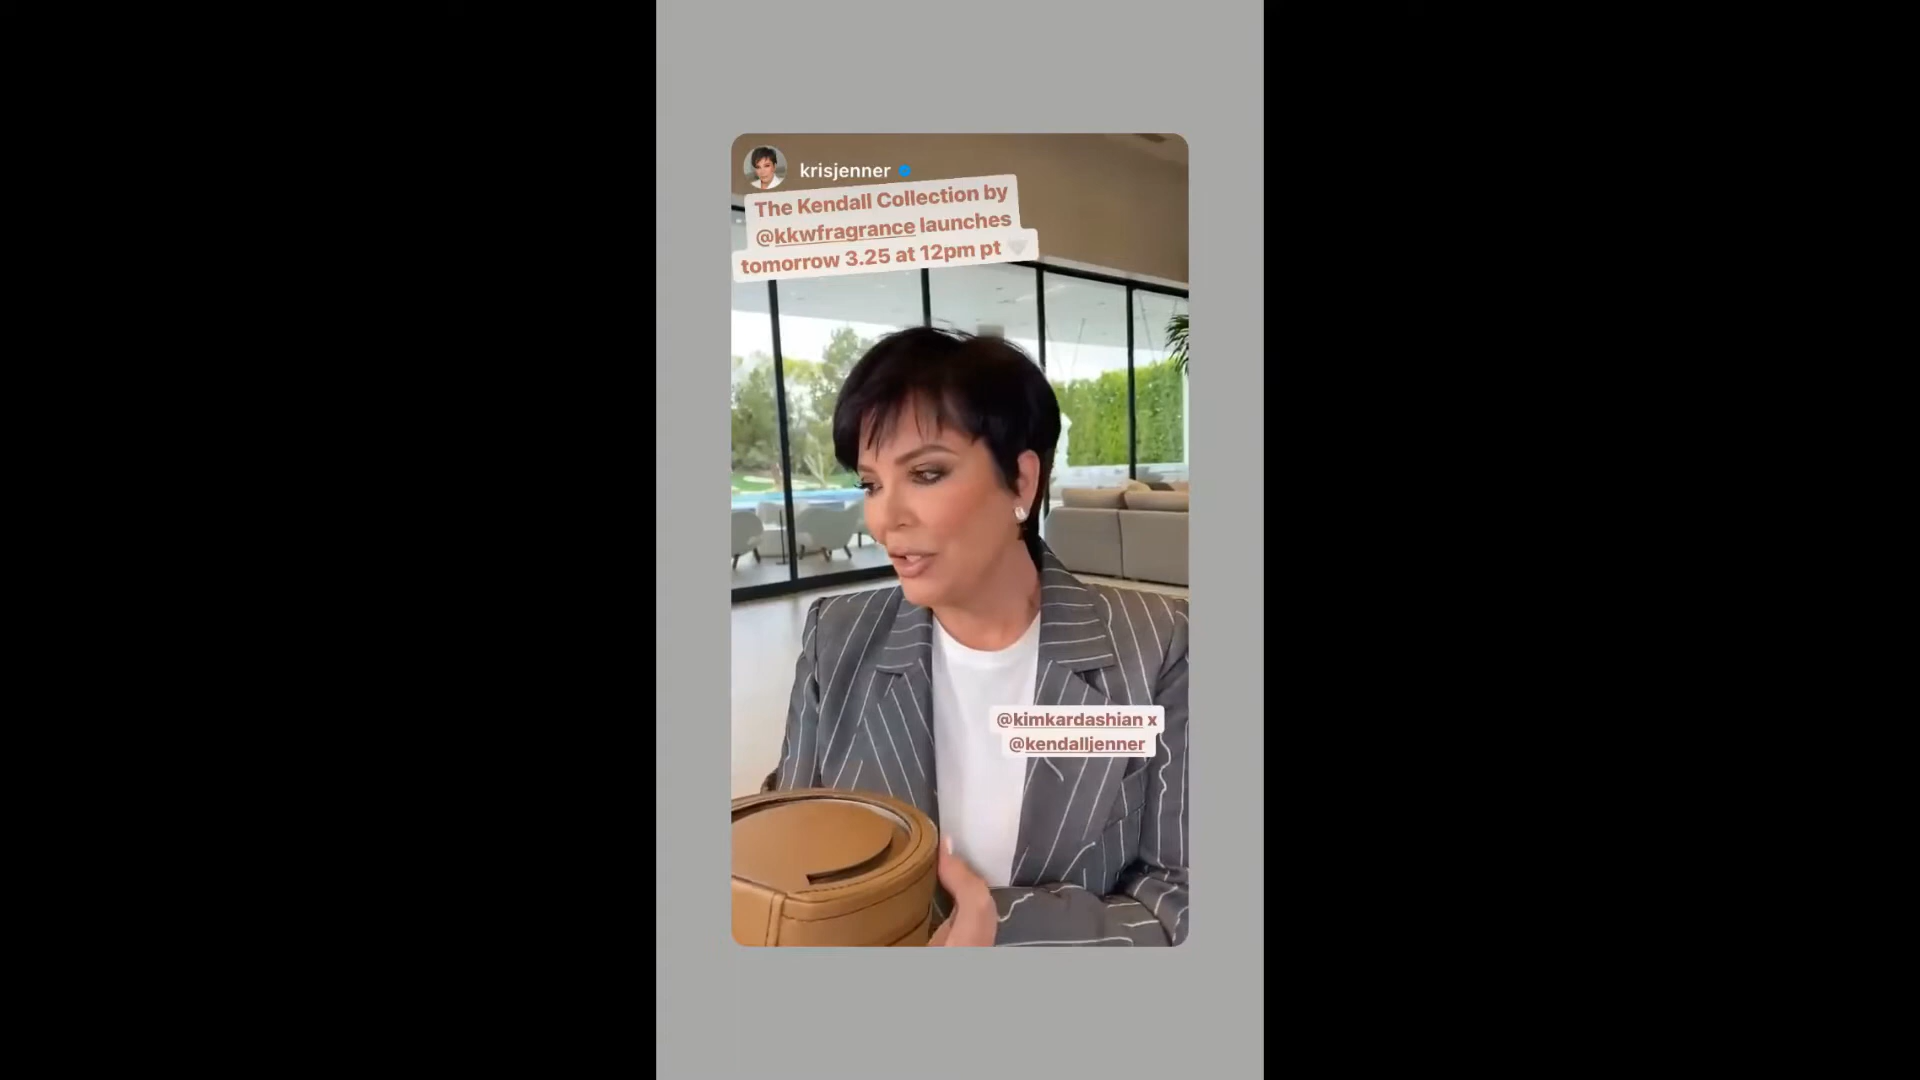 krisjenner
The Kendall Collection by
@kkwfragrance launches
tomorrow 3.25 at 12pm pt 🤍
@kimkardashian x
@kendalljenner